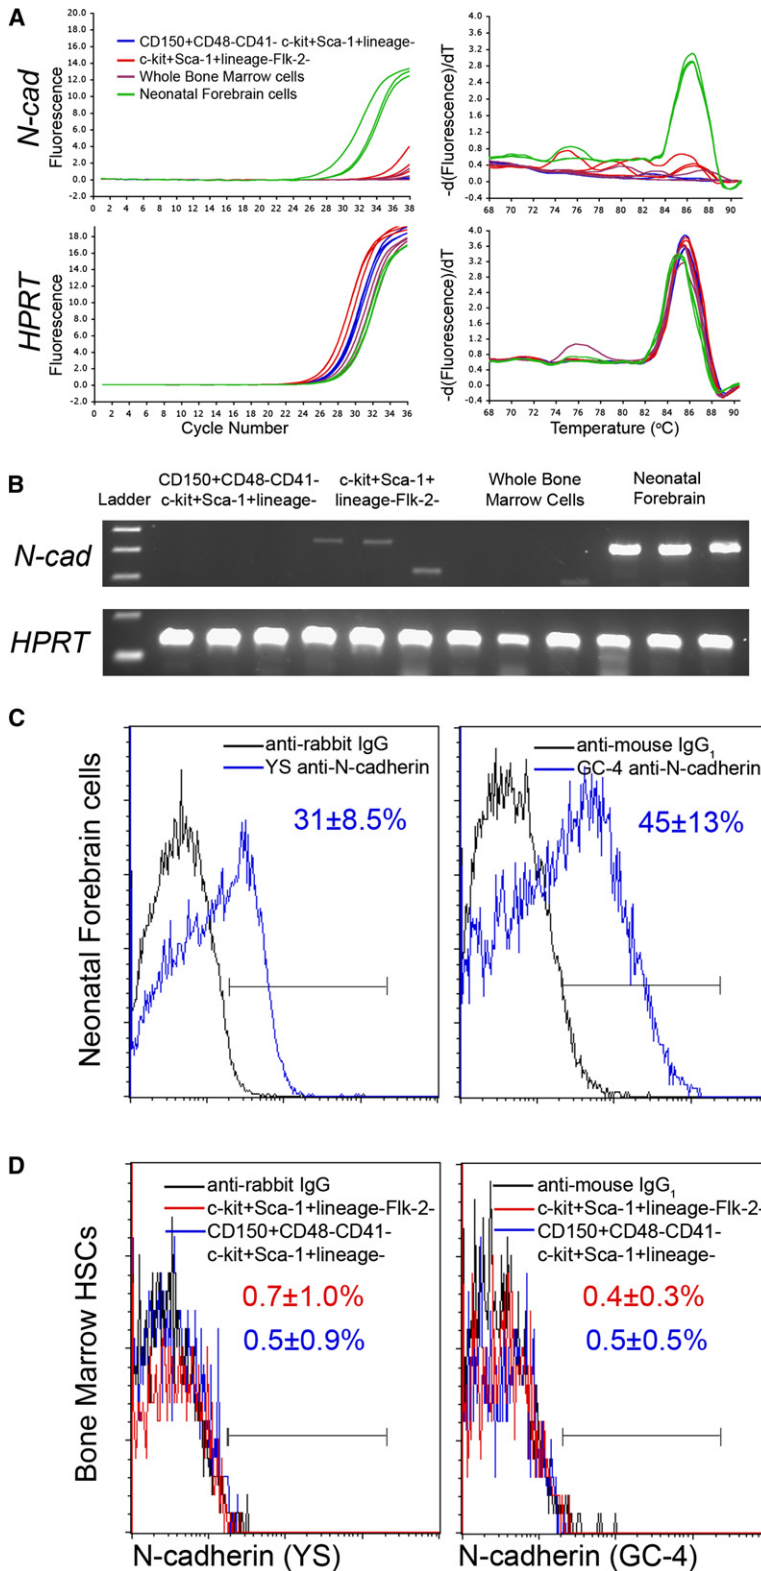 A
N-cad
Fluorescence
20.0
18.0
16.0
14.0
12.0
10.0
8.0
6.0
4.0
2.0
0.0
-2.0
CD150+CD48-CD41- c-kit+Sca-1+lineage-
c-kit+Sca-1+lineage-Flk-2-
Whole Bone Marrow cells
Neonatal Forebrain cells
0 2 4 6 8 10 12 14 16 18 20 22 24 26 28 30 32 34 36 38
-d(Fluorescence)/dT
4.0
3.6
3.2
2.8
2.4
2.0
1.6
1.2
0.8
0.4
0.0
-0.4
68 70 72 74 76 78 80 82 84 86 88 90
HPRT
Fluorescence
18.0
16.0
14.0
12.0
10.0
8.0
6.0
4.0
2.0
0.0
-2.0
0 2 4 6 8 10 12 14 16 18 20 22 24 26 28 30 32 34 36
Cycle Number
-d(Fluorescence)/dT
4.0
3.6
3.2
2.8
2.4
2.0
1.6
1.2
0.8
0.4
0.0
-0.4
68 70 72 74 76 78 80 82 84 86 88 90
Temperature (°C)
B
Ladder
CD150+CD48-CD41-
c-kit+Sca-1+lineage-
c-kit+Sca-1+
lineage-Flk-2-
Whole Bone
Marrow Cells
Neonatal
Forebrain
N-cad
HPRT
C
Neonatal Forebrain cells
anti-rabbit IgG
YS anti-N-cadherin
31±8.5%
anti-mouse IgG1
GC-4 anti-N-cadherin
45±13%
D
Bone Marrow HSCs
anti-rabbit IgG
c-kit+Sca-1+lineage-Flk-2-
CD150+CD48-CD41-
c-kit+Sca-1+lineage-
0.7±1.0%
0.5±0.9%
N-cadherin (YS)
anti-mouse IgG1
c-kit+Sca-1+lineage-Flk-2-
CD150+CD48-CD41-
c-kit+Sca-1+lineage-
0.4±0.3%
0.5±0.5%
N-cadherin (GC-4)